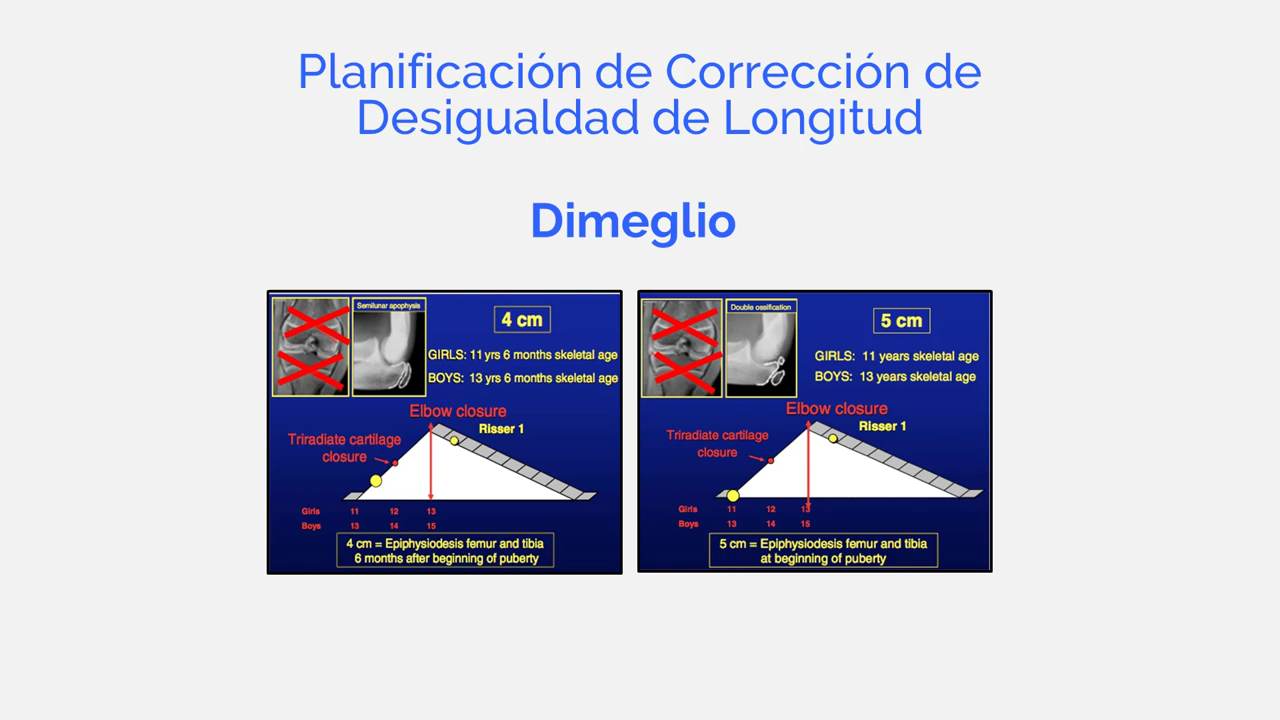 Planificación de Corrección de
Desigualdad de Longitud
Dimeglio
Semilunar apophysis
4 cm
GIRLS: 11 yrs 6 months skeletal age
BOYS: 13 yrs 6 months skeletal age
Elbow closure
Risser 1
Triradiate cartilage
closure
Girls 11 12 13
Boys 13 14 15
4 cm = Epiphysiodesis femur and tibia
6 months after beginning of puberty
Double ossification
5 cm
GIRLS: 11 years skeletal age
BOYS: 13 years skeletal age
Elbow closure
Risser 1
Triradiate cartilage
closure
Girls 11 12 13
Boys 13 14 15
5 cm = Epiphysiodesis femur and tibia
at beginning of puberty